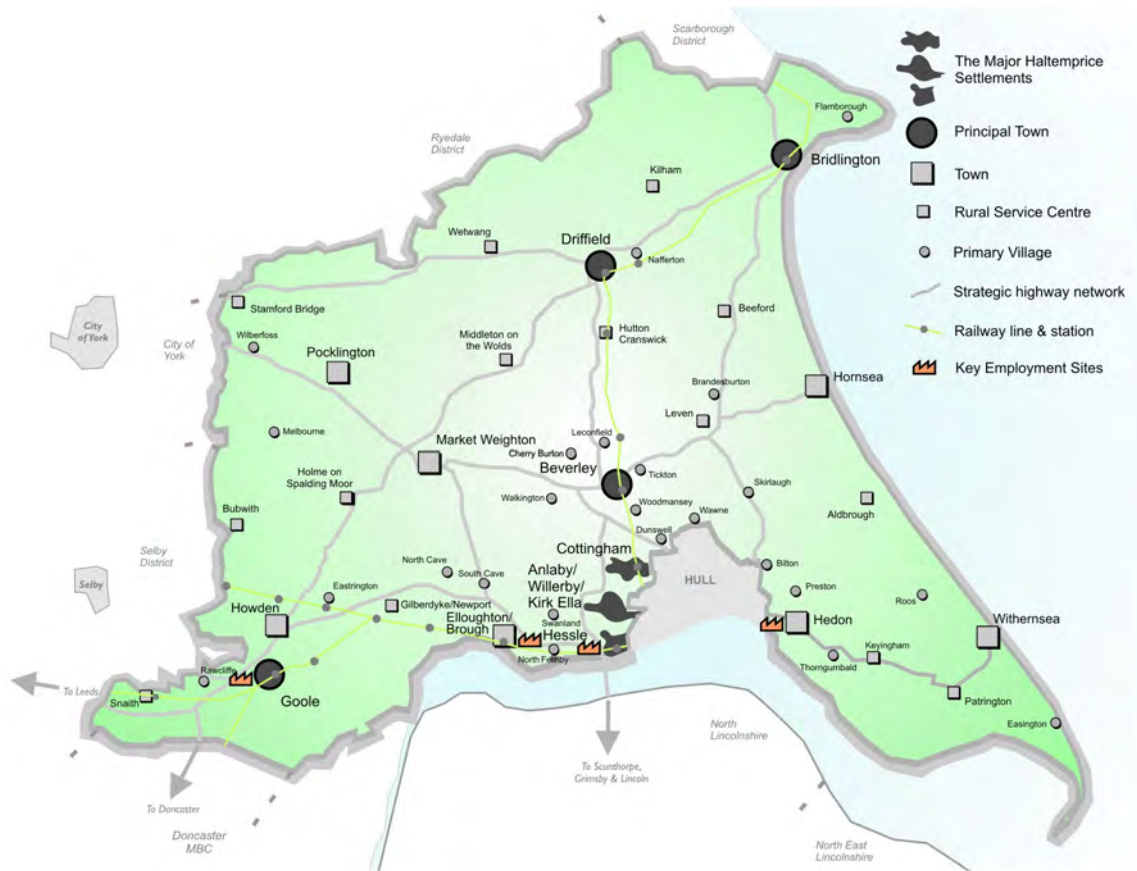 Scarborough
District
The Major Haltemprice
Settlements
Flamborough
Principal Town
Ryedale
District
Bridlington
Kilham
Town
Rural Service Centre
Wetwang
Driffield
Nafferton
Primary Village
Strategic highway network
Stamford Bridge
Beeford
City
of York
City of
York
Wilberfoss
Middleton on
the Wolds
Hutton
Cranswick
Railway line & station
Pocklington
Key Employment Sites
Hornsea
Brandesburton
Leven
Melbourne
Market Weighton
Leconfield
Cherry Burton
Beverley
Tickton
Holme on
Spalding Moor
Skirlaugh
Walkington
Woodmansey
Bubwith
Wawne
Aldbrough
Dunswell
Selby
District
Cottingham
North Cave
South Cave
Anlaby/
Willerby/
Kirk Ella
HULL
Bilton
Selby
Eastrington
Preston
Roos
Howden
Gilberdyke/Newport
Elloughton/
Brough
Swanland
Hessle
Hedon
Withernsea
North Ferriby
Keyingham
Thorngumbald
Rawcliffe
To Leeds
Snaith
Goole
Patrington
Easington
North
Lincolnshire
To Scunthorpe,
Grimsby & Lincoln
To Doncaster
Doncaster
MBC
North East
Lincolnshire